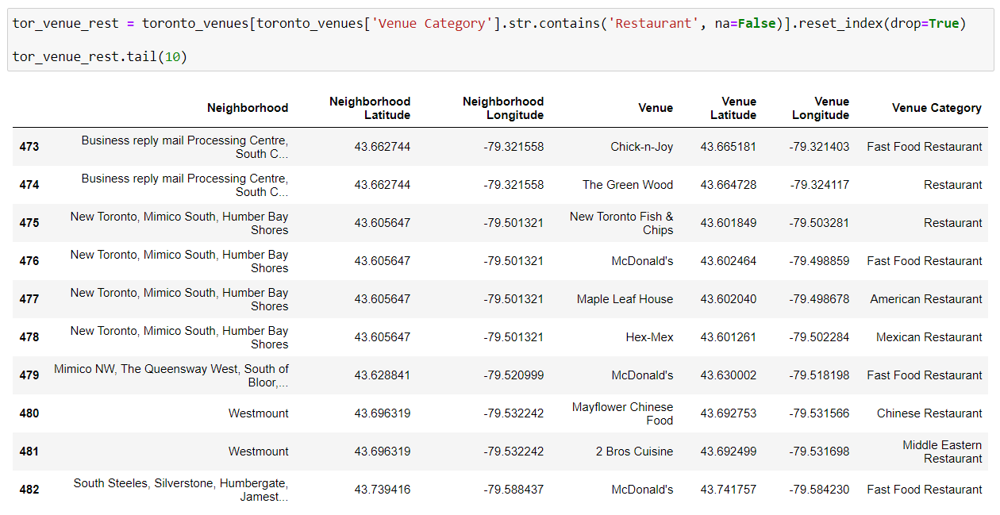 tor_venue_rest = toronto_venues[toronto_venues['Venue Category'].str.contains('Restaurant', na=False)].reset_index(drop=True)
tor_venue_rest.tail(10)
Neighborhood Neighborhood Latitude Neighborhood Longitude Venue Venue Latitude Venue Longitude Venue Category
473 Business reply mail Processing Centre, South C... 43.662744 -79.321558 Chick-n-Joy 43.665181 -79.321403 Fast Food Restaurant
474 Business reply mail Processing Centre, South C... 43.662744 -79.321558 The Green Wood 43.664728 -79.324117 Restaurant
475 New Toronto, Mimico South, Humber Bay Shores 43.605647 -79.501321 New Toronto Fish & Chips 43.601849 -79.503281 Restaurant
476 New Toronto, Mimico South, Humber Bay Shores 43.605647 -79.501321 McDonald's 43.602464 -79.498859 Fast Food Restaurant
477 New Toronto, Mimico South, Humber Bay Shores 43.605647 -79.501321 Maple Leaf House 43.602040 -79.498678 American Restaurant
478 New Toronto, Mimico South, Humber Bay Shores 43.605647 -79.501321 Hex-Mex 43.601261 -79.502284 Mexican Restaurant
479 Mimico NW, The Queensway West, South of Bloor,... 43.628841 -79.520999 McDonald's 43.630002 -79.518198 Fast Food Restaurant
480 Westmount 43.696319 -79.532242 Mayflower Chinese Food 43.692753 -79.531566 Chinese Restaurant
481 Westmount 43.696319 -79.532242 2 Bros Cuisine 43.692499 -79.531698 Middle Eastern Restaurant
482 South Steeles, Silverstone, Humbergate, Jamest... 43.739416 -79.588437 McDonald's 43.741757 -79.584230 Fast Food Restaurant